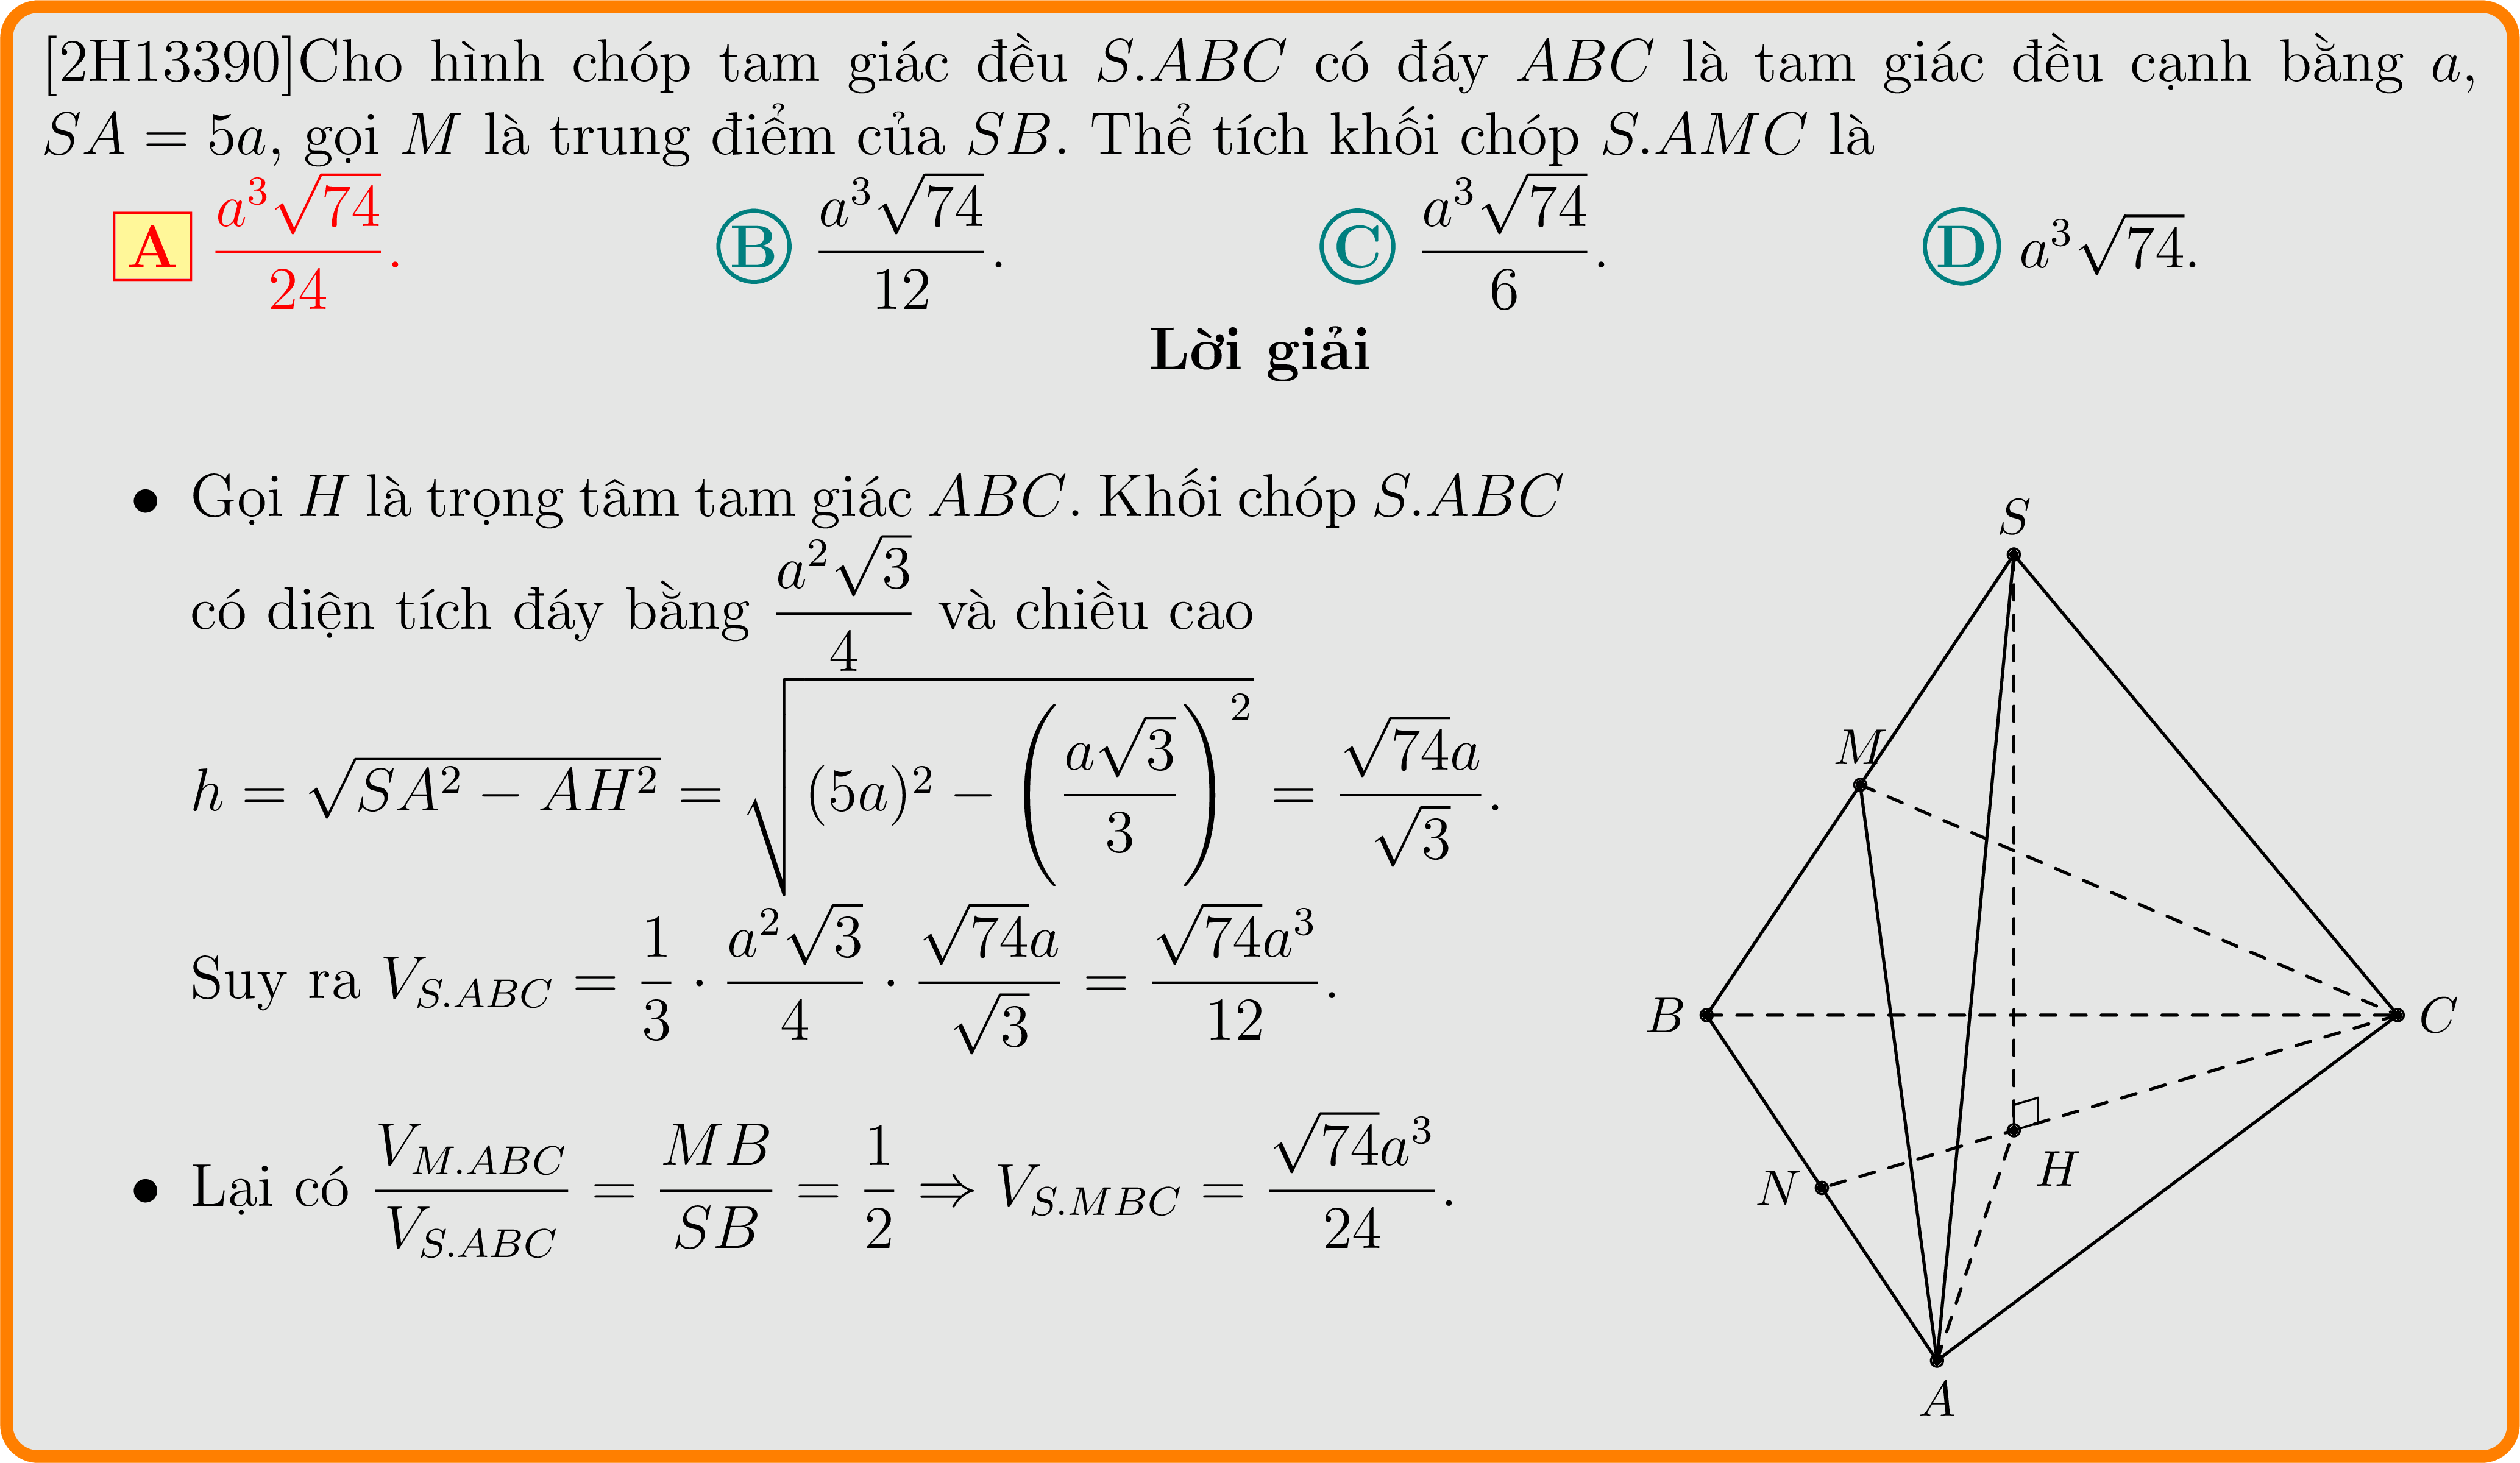 [2H13390]Cho hình chóp tam giác đều S.ABC có đáy ABC là tam giác đều cạnh bằng a,
SA = 5a, gọi M là trung điểm của SB. Thể tích khối chóp S.AMC là
A \frac{a^3\sqrt{74}}{24}. B \frac{a^3\sqrt{74}}{12}. C \frac{a^3\sqrt{74}}{6}. D a^3\sqrt{74}.
Lời giải
• Gọi H là trọng tâm tam giác ABC. Khối chóp S.ABC
có diện tích đáy bằng \frac{a^2\sqrt{3}}{4} và chiều cao
h = \sqrt{SA^2 − AH^2} = \sqrt{(5a)^2 − \left(\frac{a\sqrt{3}}{3}\right)^2} = \frac{\sqrt{74}a}{\sqrt{3}}.
Suy ra V_{S.ABC} = \frac{1}{3} · \frac{a^2\sqrt{3}}{4} · \frac{\sqrt{74}a}{\sqrt{3}} = \frac{\sqrt{74}a^3}{12}.
• Lại có \frac{V_{M.ABC}}{V_{S.ABC}} = \frac{MB}{SB} = \frac{1}{2} ⇒ V_{S.MBC} = \frac{\sqrt{74}a^3}{24}.
S
M
B
C
N
H
A